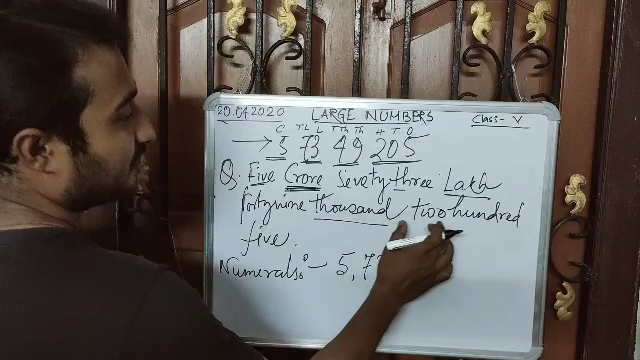 20.04.2020 LARGE NUMBERS Class - V
C TL L TTh Th H T O
→ 5 73 49 205
Q. Five Crore Sevety three Lakh
fortynine thousand two hundred
five.
Numerals:- 5, 7